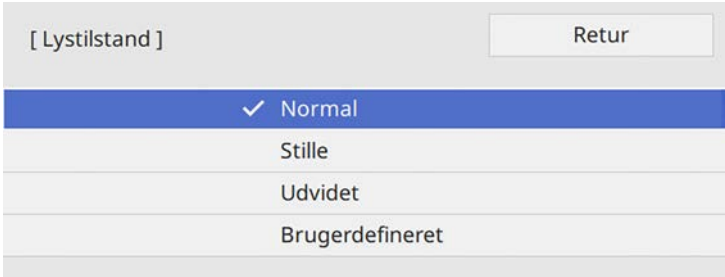 [ Lystilstand ]
Retur
Normal
Stille
Udvidet
Brugerdefineret